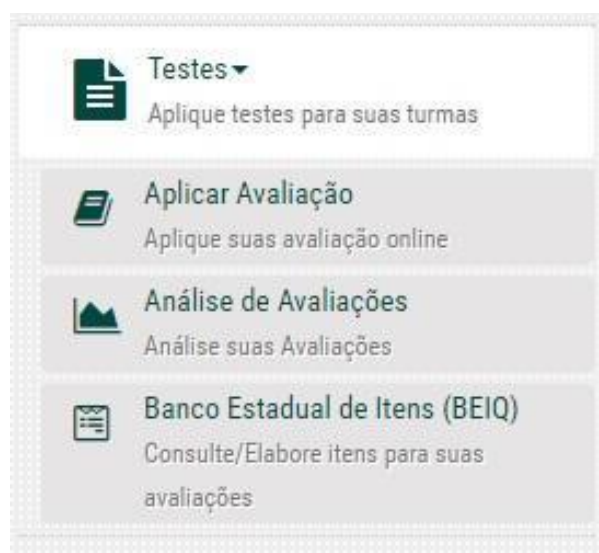 Testes
Aplique testes para suas turmas
Aplicar Avaliação
Aplique suas avaliação online
Análise de Avaliações
Análise suas Avaliações
Banco Estadual de Itens (BEIQ)
Consulte/Elabore itens para suas
avaliações